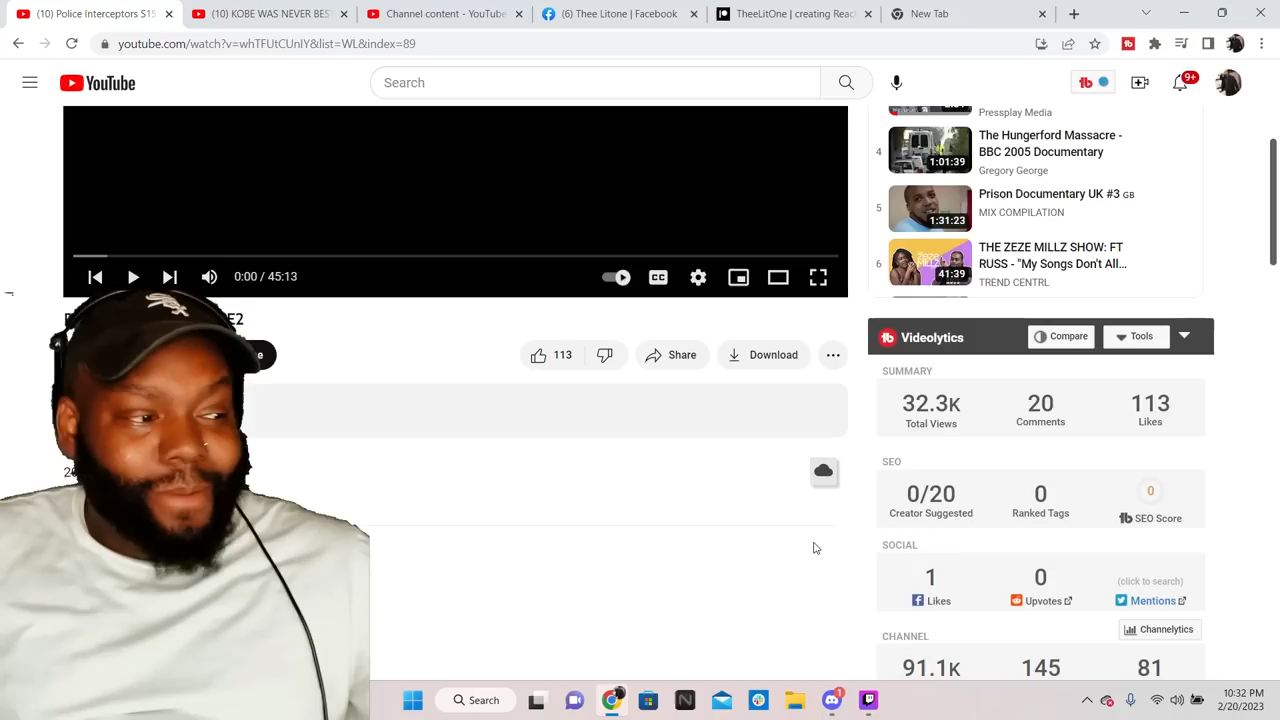 (10) Police Interceptors S15
(10) KOBE WAS NEVER BEST
Channel content - YouTube
(6) Thee Litone | Facebook
TheeLitOne | creating Reac
New Tab
youtube.com/watch?v=whTFUtCUnIY&list=WL&index=89
YouTube
Search
9+
Pressplay Media
4
The Hungerford Massacre -
BBC 2005 Documentary
1:01:39
Gregory George
5
Prison Documentary UK #3 GB
MIX COMPILATION
1:31:23
6
THE ZEZE MILLZ SHOW: FT
RUSS - "My Songs Don't All...
41:39
TREND CENTRL
0:00 / 45:13
CC
E2
113
Share
Download
Videolytics
Compare
Tools
SUMMARY
32.3K
20
113
Total Views
Comments
Likes
SEO
0/20
0
0
Creator Suggested
Ranked Tags
SEO Score
SOCIAL
1
0
(click to search)
Likes
Upvotes
Mentions
CHANNEL
Channelytics
91.1K
145
81
Search
1
10:32 PM
2/20/2023